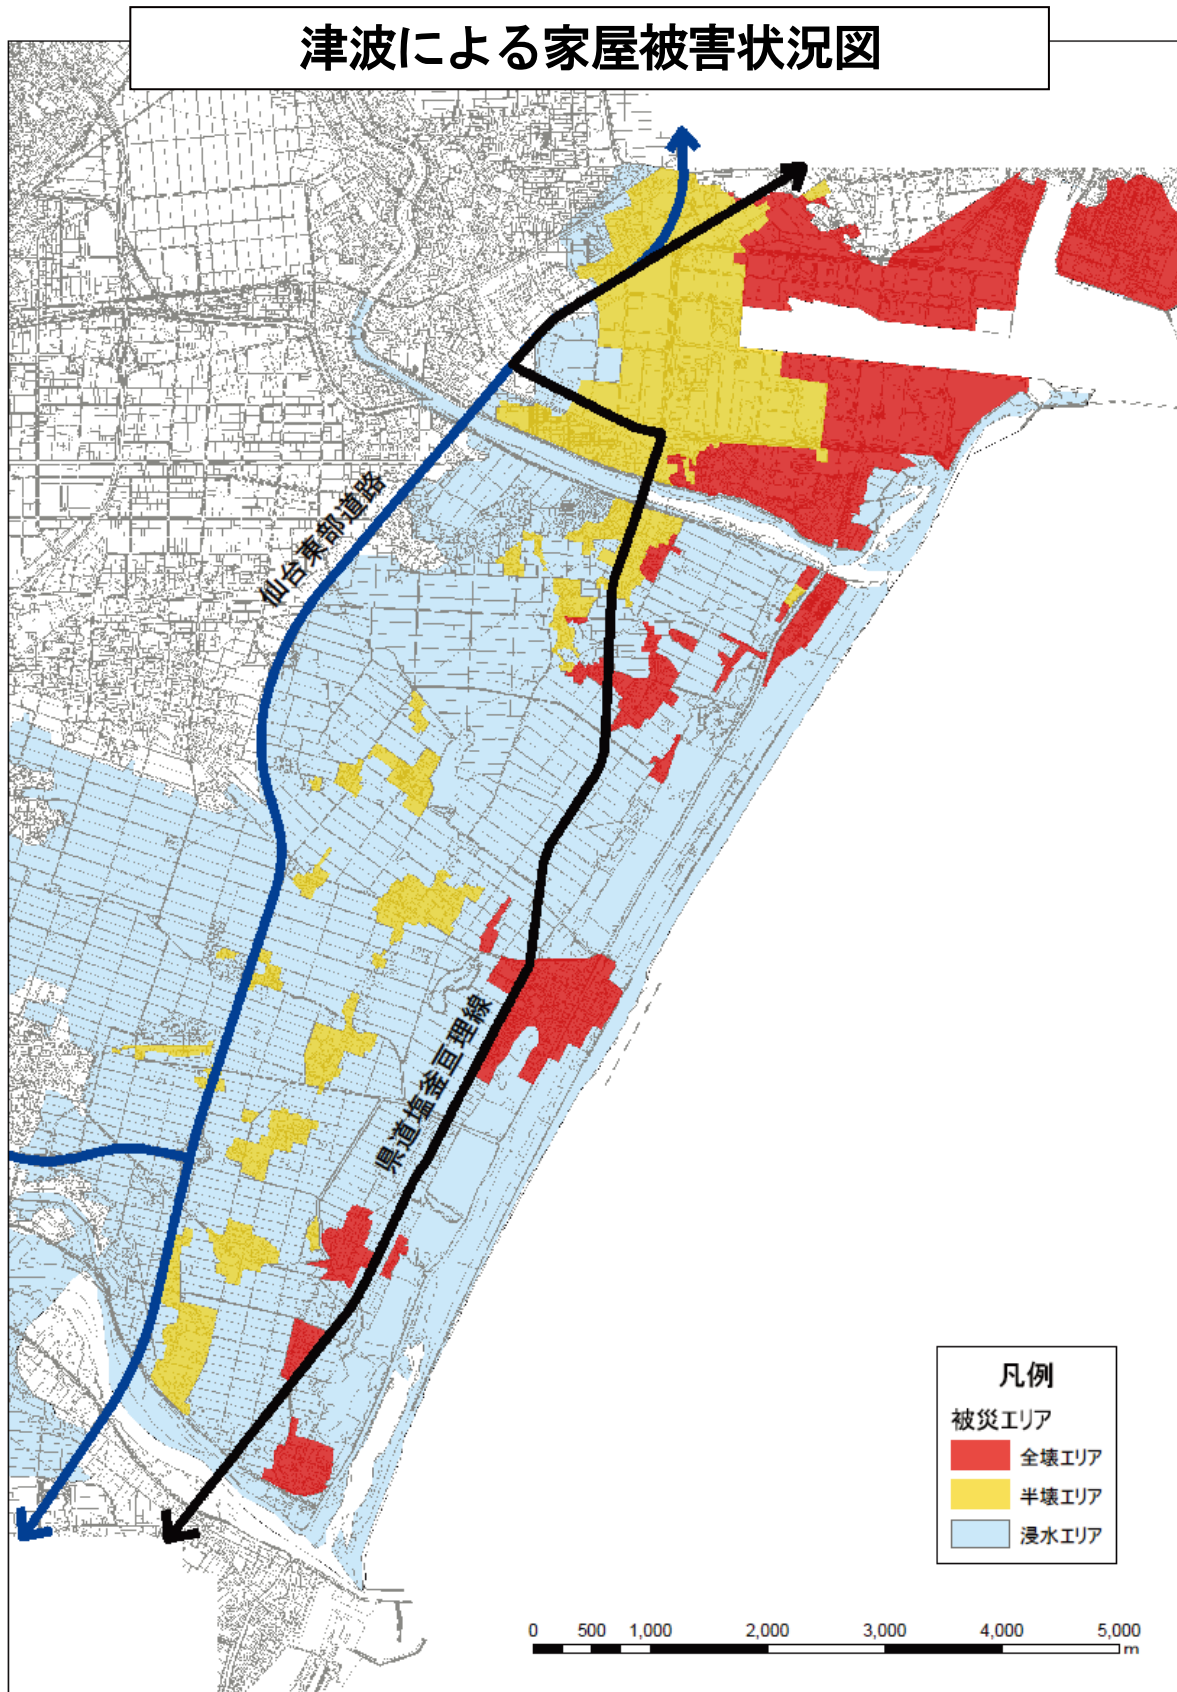 津波による家屋被害状況図
仙台東部道路
県道塩釜亘理線
凡例
被災エリア
全壊エリア
半壊エリア
浸水エリア
0 500 1,000 2,000 3,000 4,000 5,000
m